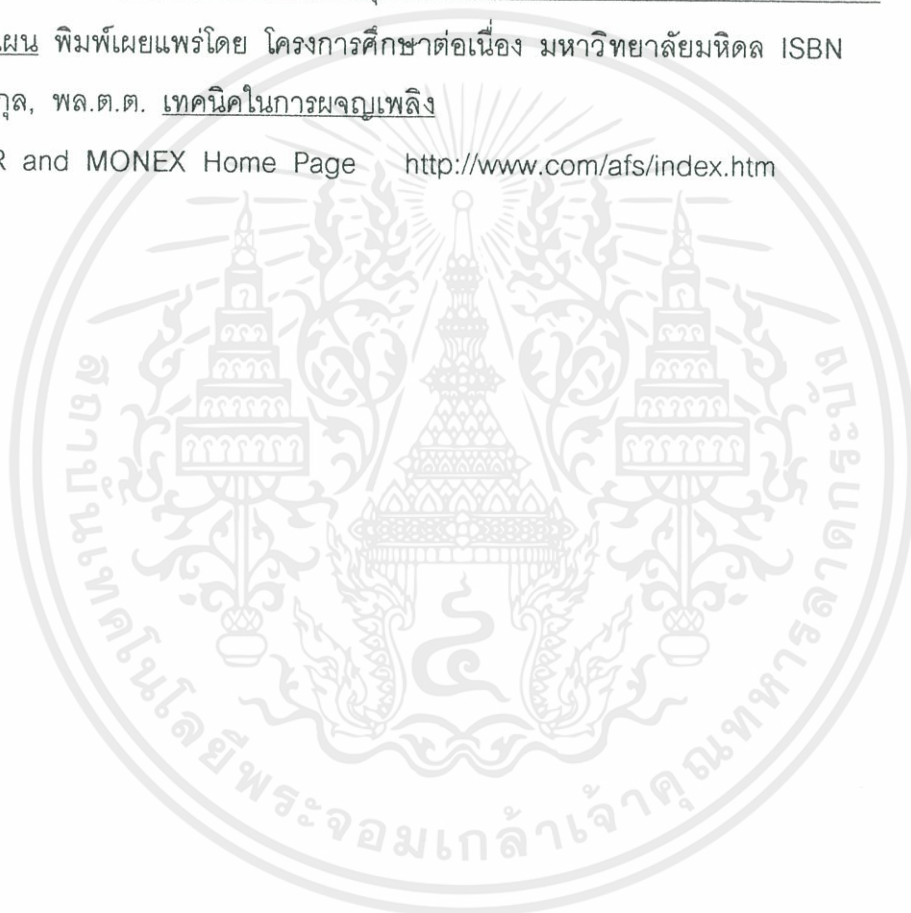 ผน พิมพ์เผยแพร่โดย โครงการศึกษาต่อเนื่อง มหาวิทยาลัยมหิดล ISBN
กุล, พล.ต.ต. เทคนิคในการผจญเพลิง
R and MONEX Home Page http://www.com/afs/index.htm
สถาบันเทคโนโลยีพระจอมเกล้าเจ้าคุณทหารลาดกระบัง